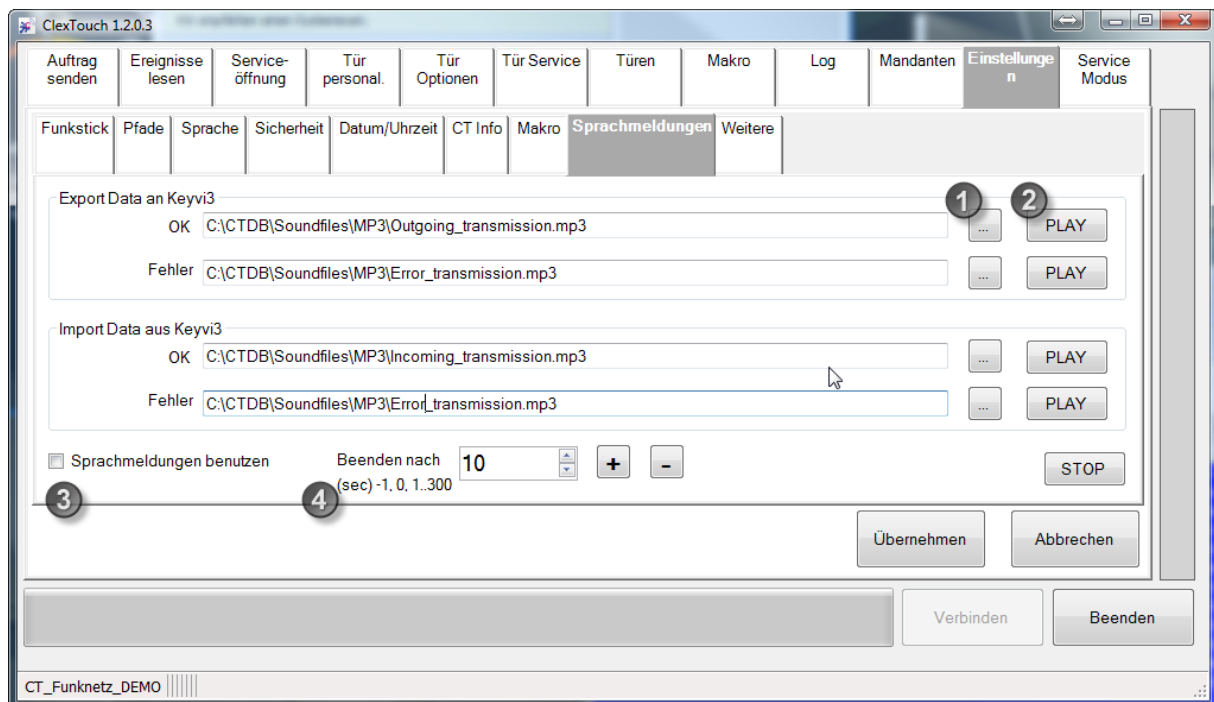 ClexTouch 1.2.0.3
Auftrag senden
Ereignisse lesen
Service-öffnung
Tür personal.
Tür Optionen
Tür Service
Türen
Makro
Log
Mandanten
Einstellunge n
Service Modus
Funkstick
Pfade
Sprache
Sicherheit
Datum/Uhrzeit
CT Info
Makro
Sprachmeldungen
Weitere
Export Data an Keyvi3
1
2
OK C:\CTDB\Soundfiles\MP3\Outgoing_transmission.mp3 ... PLAY
Fehler C:\CTDB\Soundfiles\MP3\Error_transmission.mp3 ... PLAY
Import Data aus Keyvi3
OK C:\CTDB\Soundfiles\MP3\Incoming_transmission.mp3 ... PLAY
Fehler C:\CTDB\Soundfiles\MP3\Error_transmission.mp3 ... PLAY
Sprachmeldungen benutzen
Beenden nach 10 + -
(sec) -1, 0, 1..300
STOP
3
4
Übernehmen
Abbrechen
Verbinden
Beenden
CT_Funknetz_DEMO